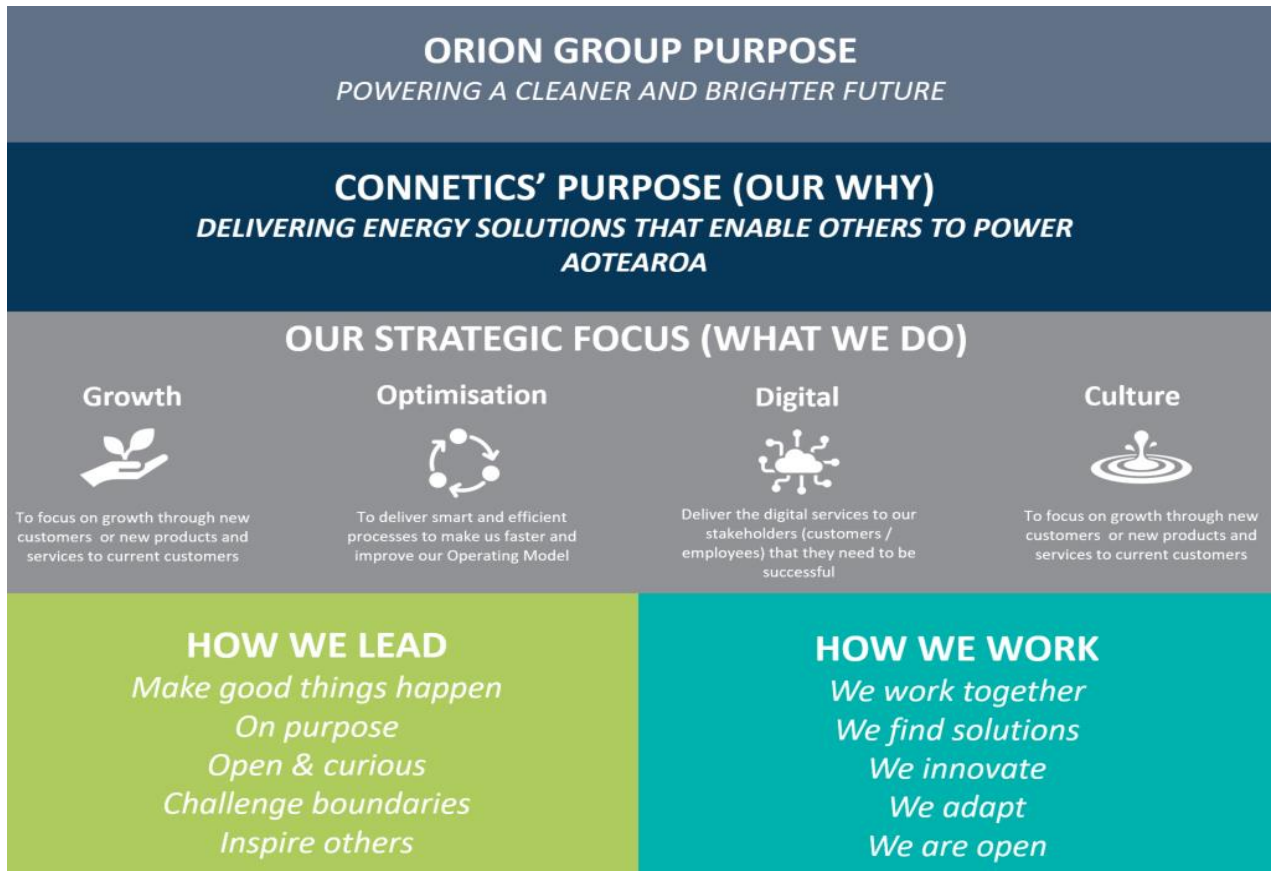 ORION GROUP PURPOSE
POWERING A CLEANER AND BRIGHTER FUTURE
CONNETICS' PURPOSE (OUR WHY)
DELIVERING ENERGY SOLUTIONS THAT ENABLE OTHERS TO POWER
AOTEAROA
OUR STRATEGIC FOCUS (WHAT WE DO)
Growth
To focus on growth through new
customers or new products and
services to current customers
Optimisation
To deliver smart and efficient
processes to make us faster and
improve our Operating Model
Digital
Deliver the digital services to our
stakeholders (customers /
employees) that they need to be
successful
Culture
To focus on growth through new
customers or new products and
services to current customers
HOW WE LEAD
Make good things happen
On purpose
Open & curious
Challenge boundaries
Inspire others
HOW WE WORK
We work together
We find solutions
We innovate
We adapt
We are open